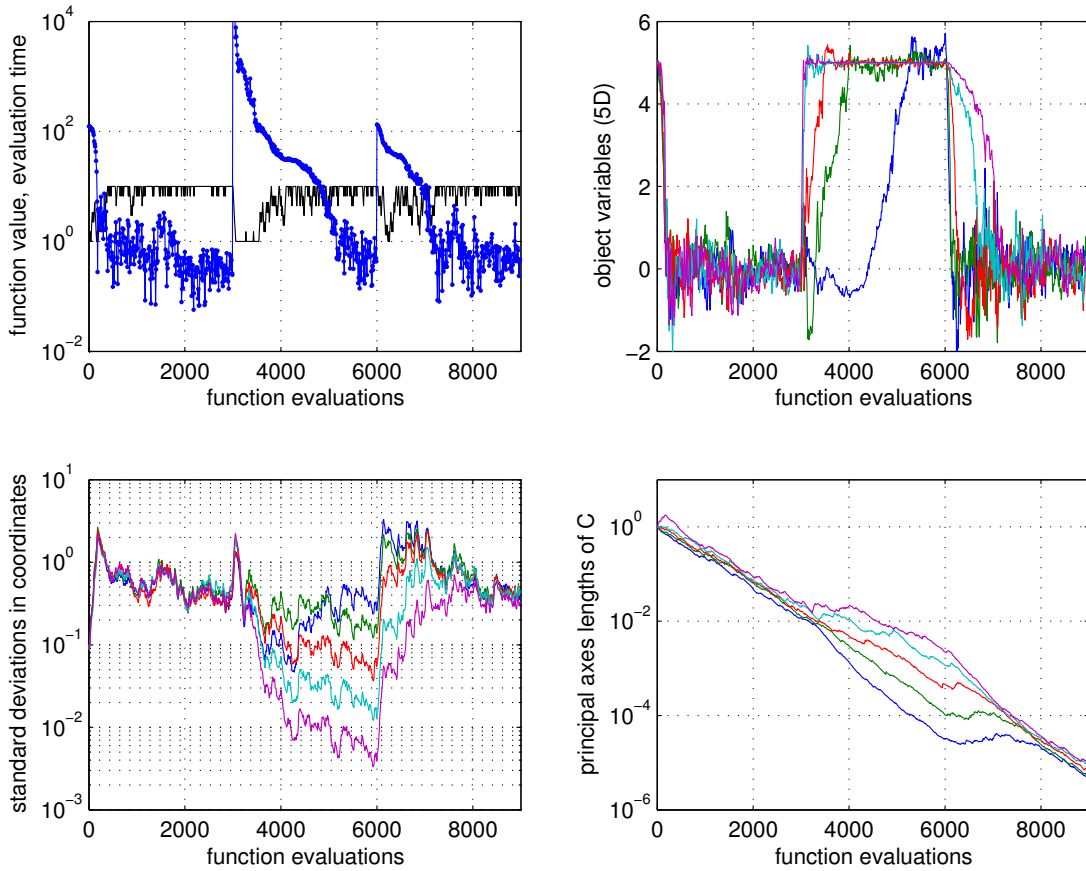 function value, evaluation time
10^4
10^2
10^0
10^-2
0 2000 4000 6000 8000
function evaluations
object variables (5D)
6
4
2
0
−2
0 2000 4000 6000 8000
function evaluations
standard deviations in coordinates
10^1
10^0
10^-1
10^-2
10^-3
0 2000 4000 6000 8000
function evaluations
principal axes lengths of C
10^0
10^-2
10^-4
10^-6
0 2000 4000 6000 8000
function evaluations